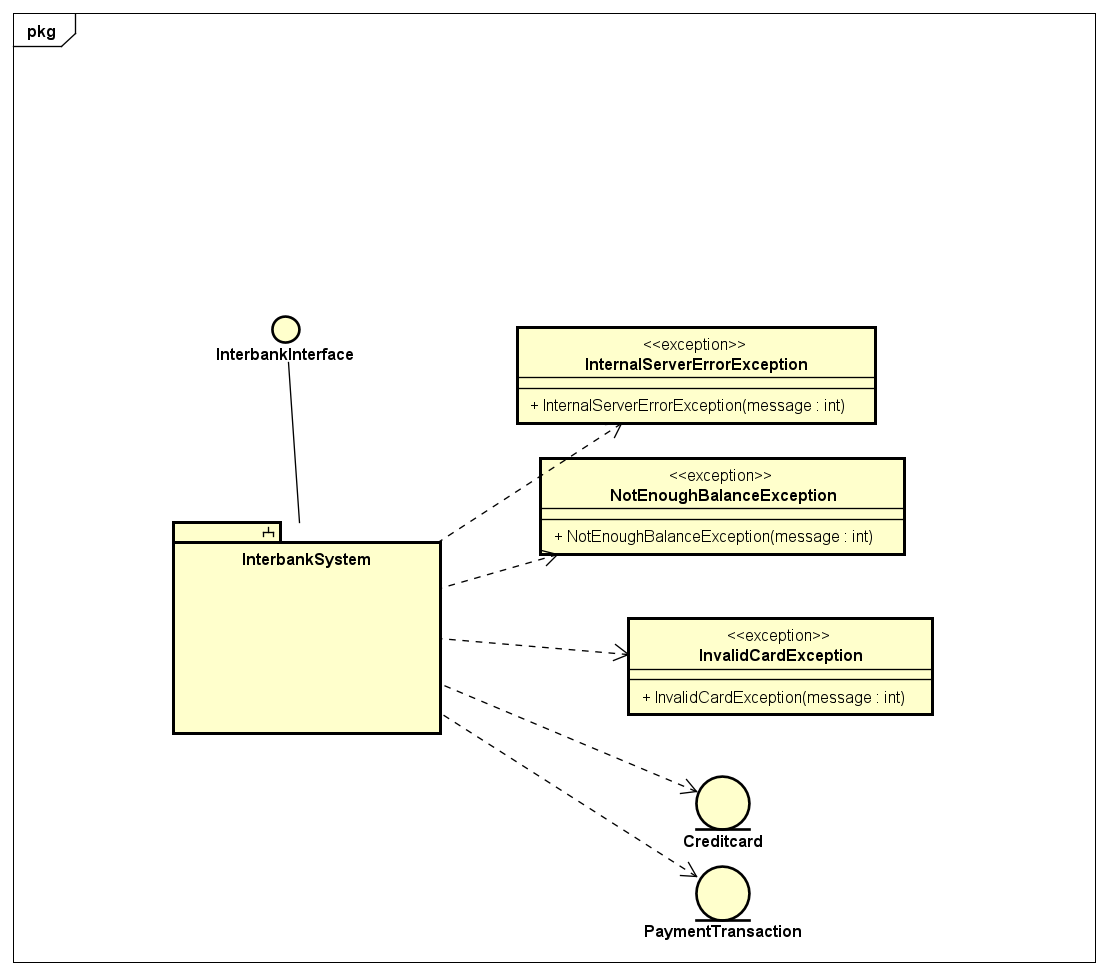 pkg
InterbankInterface
<<exception>>
InternalServerErrorException
+ InternalServerErrorException(message : int)
<<exception>>
NotEnoughBalanceException
+ NotEnoughBalanceException(message : int)
InterbankSystem
<<exception>>
InvalidCardException
+ InvalidCardException(message : int)
Creditcard
PaymentTransaction